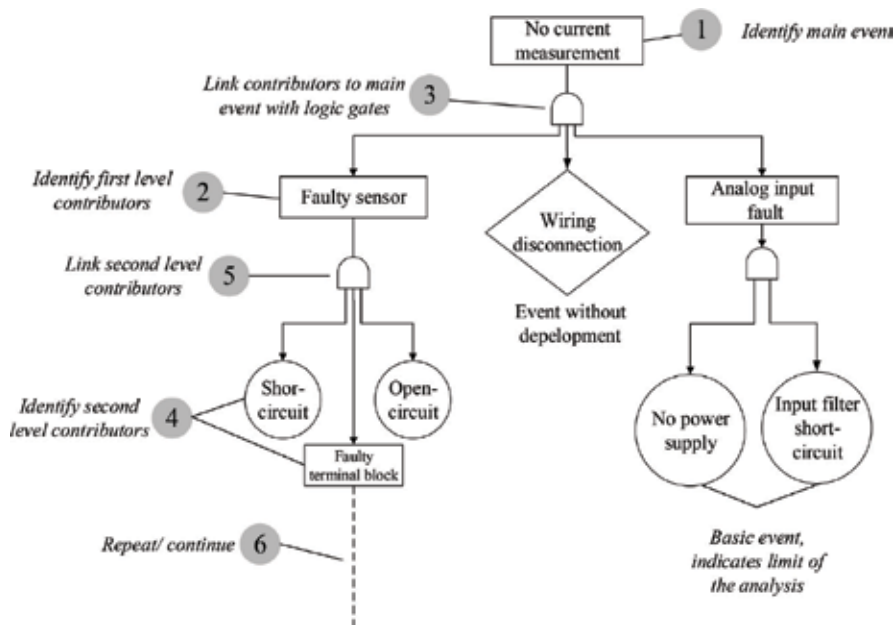 No current
measurement
1
Identify main event
Link contributors to main
event with logic gates
3
Identify first level
contributors
2
Faulty sensor
Wiring
disconnection
Analog input
fault
Link second level
contributors
5
Event without
depelopment
Shor-
circuit
Open-
circuit
Identify second
level contributors
4
Faulty
terminal block
No power
supply
Input filter
short-
circuit
Repeat/ continue
6
Basic event,
indicates limit of
the analysis